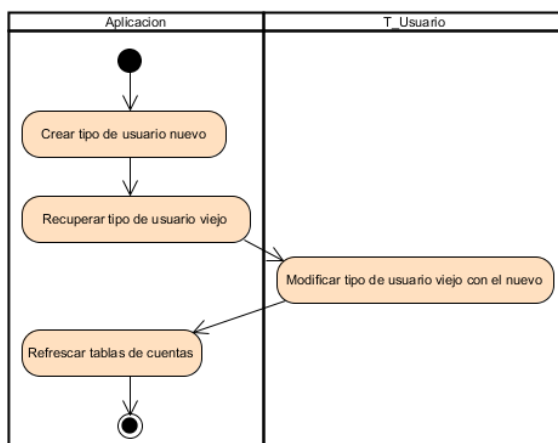 Aplicacion
T_Usuario
Crear tipo de usuario nuevo
Recuperar tipo de usuario viejo
Modificar tipo de usuario viejo con el nuevo
Refrescar tablas de cuentas